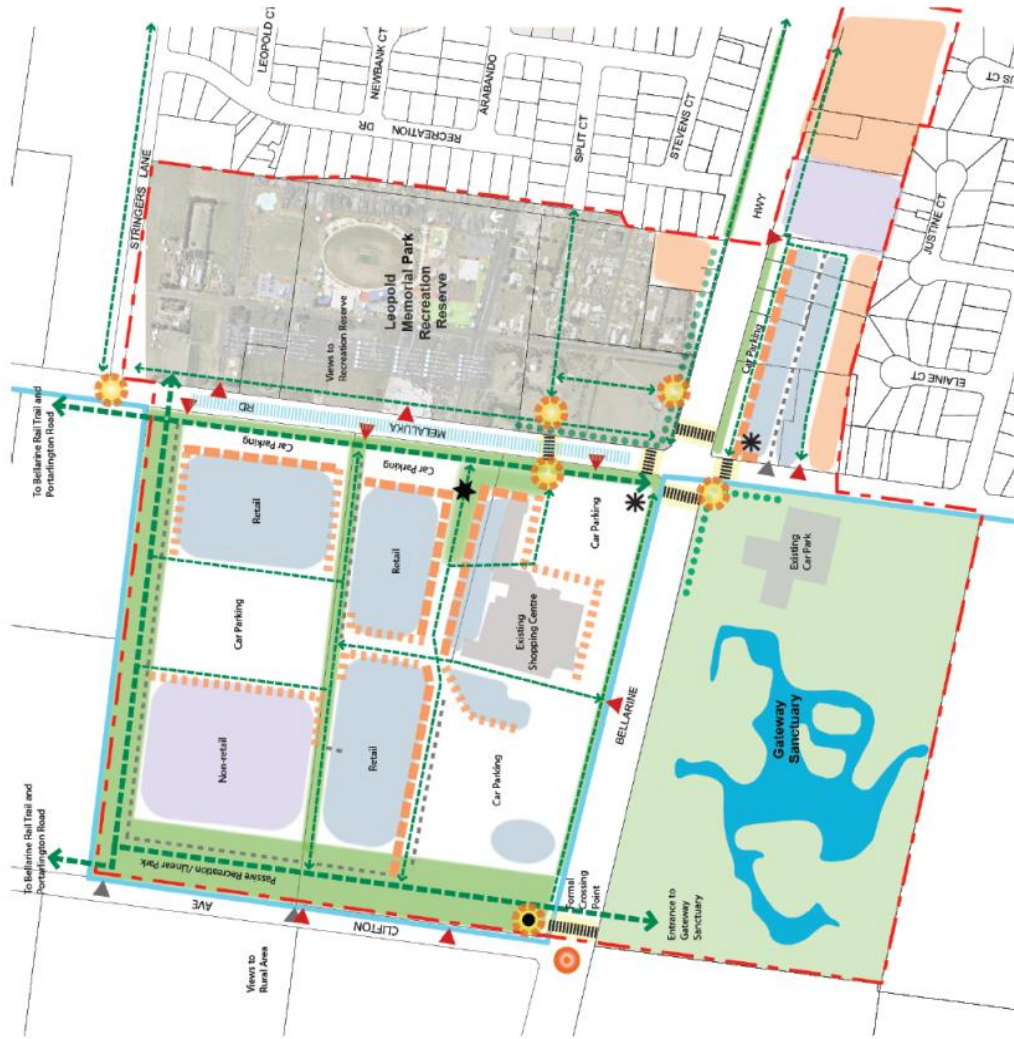 To Bellarine Rail Trail and
Portarlington Road
To Bellarine Rail Trail and
Portarlington Road
STRINGERS LANE
LEOPOLD CT
NEWBANK CT
ARABANDO
RECREATION
DR
SPLIT CT
STEVENS CT
HWY
JUSTINE CT
ELAINE CT
US CT
Views to
Recreation Reserve
Leopold
Memorial Park
Recreation
Reserve
MELALUKA
RD
Car Parking
Car Parking
Retail
Retail
Car Parking
Car Parking
Existing
Shopping Centre
Non-retail
Retail
Car Parking
Car Parking
Existing
Car Park
BELLARINE
Gateway
Sanctuary
Passive Recreation /Linear Park
AVE
CLIFTON
Views to
Rural Area
Formal
Crossing
Point
Entrance to
Gateway
Sanctuary